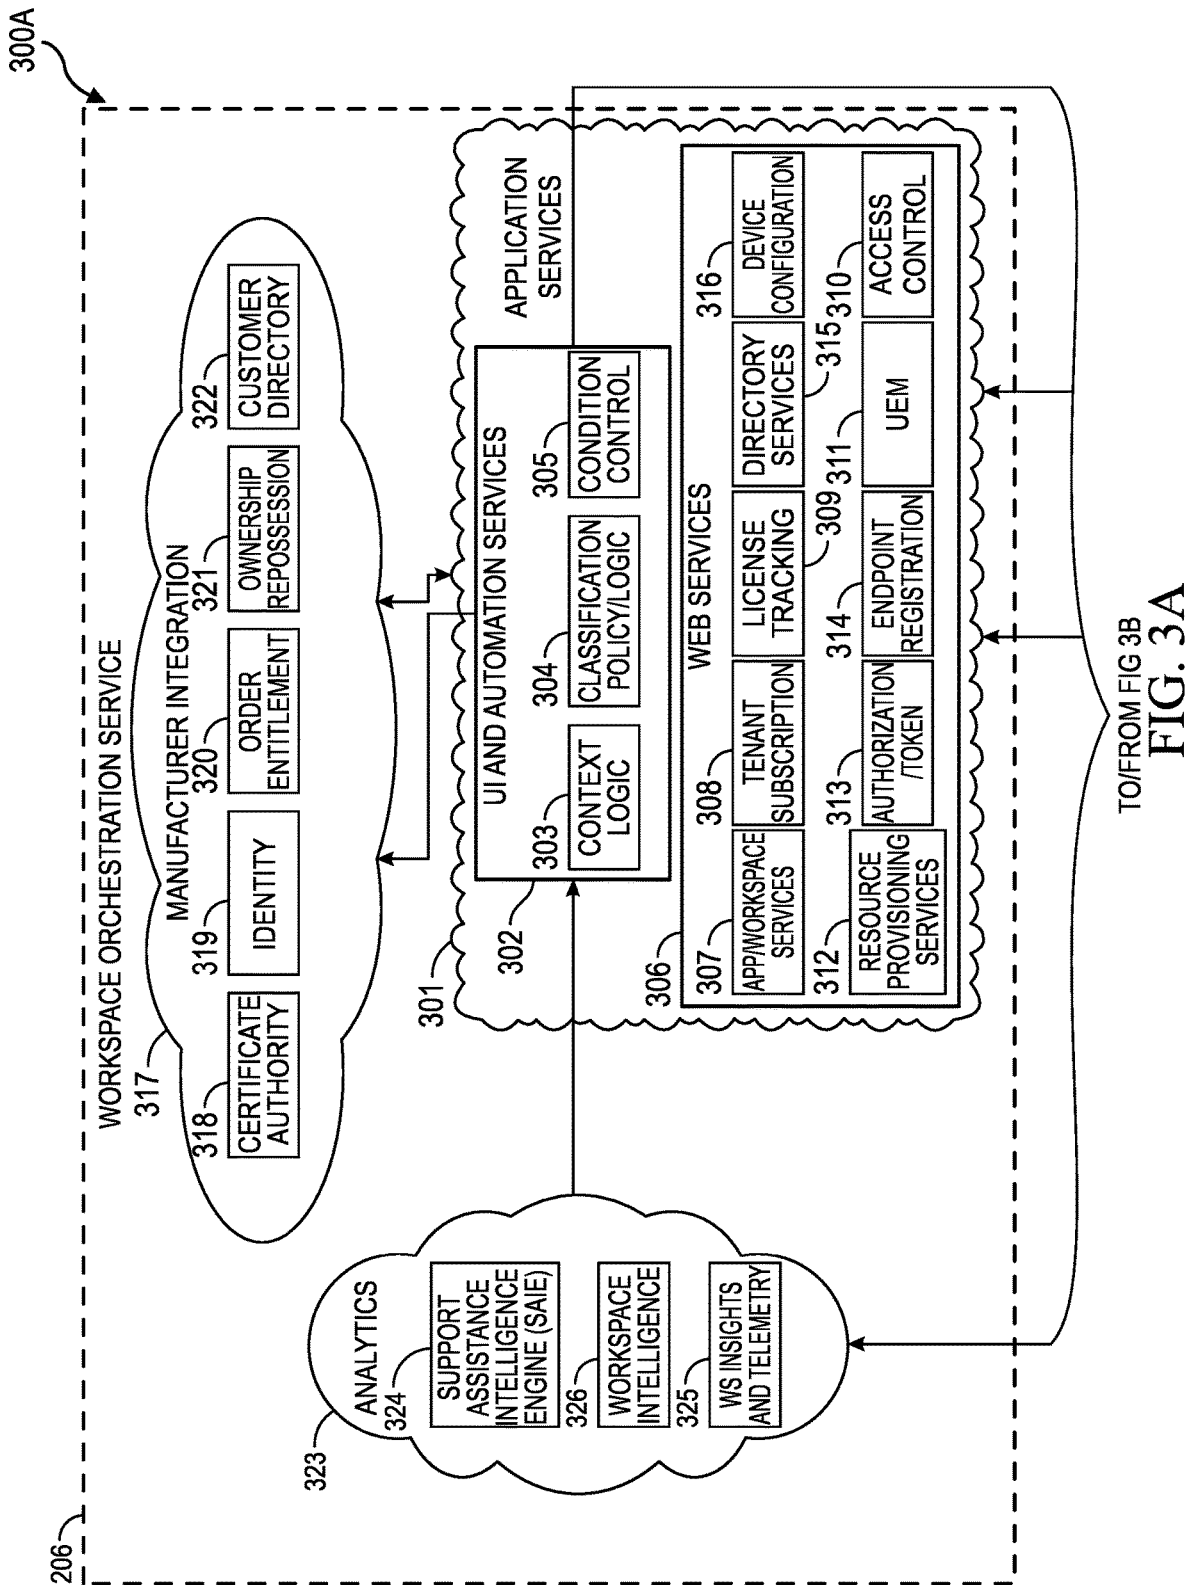 300A
206
WORKSPACE ORCHESTRATION SERVICE
317
MANUFACTURER INTEGRATION
318
CERTIFICATE
AUTHORITY
319
IDENTITY
320
ORDER
ENTITLEMENT
321
OWNERSHIP
REPOSSESSION
322
CUSTOMER
DIRECTORY
323
ANALYTICS
324
SUPPORT
ASSISTANCE
INTELLIGENCE
ENGINE (SAIE)
326
WORKSPACE
INTELLIGENCE
325
WS INSIGHTS
AND TELEMETRY
301
APPLICATION
SERVICES
302
UI AND AUTOMATION SERVICES
303
CONTEXT
LOGIC
304
CLASSIFICATION
POLICY/LOGIC
305
CONDITION
CONTROL
306
WEB SERVICES
307
APP/WORKSPACE
SERVICES
308
TENANT
SUBSCRIPTION
LICENSE
TRACKING
309
DIRECTORY
SERVICES
315
316
DEVICE
CONFIGURATION
312
RESOURCE
PROVISIONING
SERVICES
313
AUTHORIZATION
/TOKEN
314
ENDPOINT
REGISTRATION
311
UEM
310
ACCESS
CONTROL
TO/FROM FIG 3B
FIG. 3A